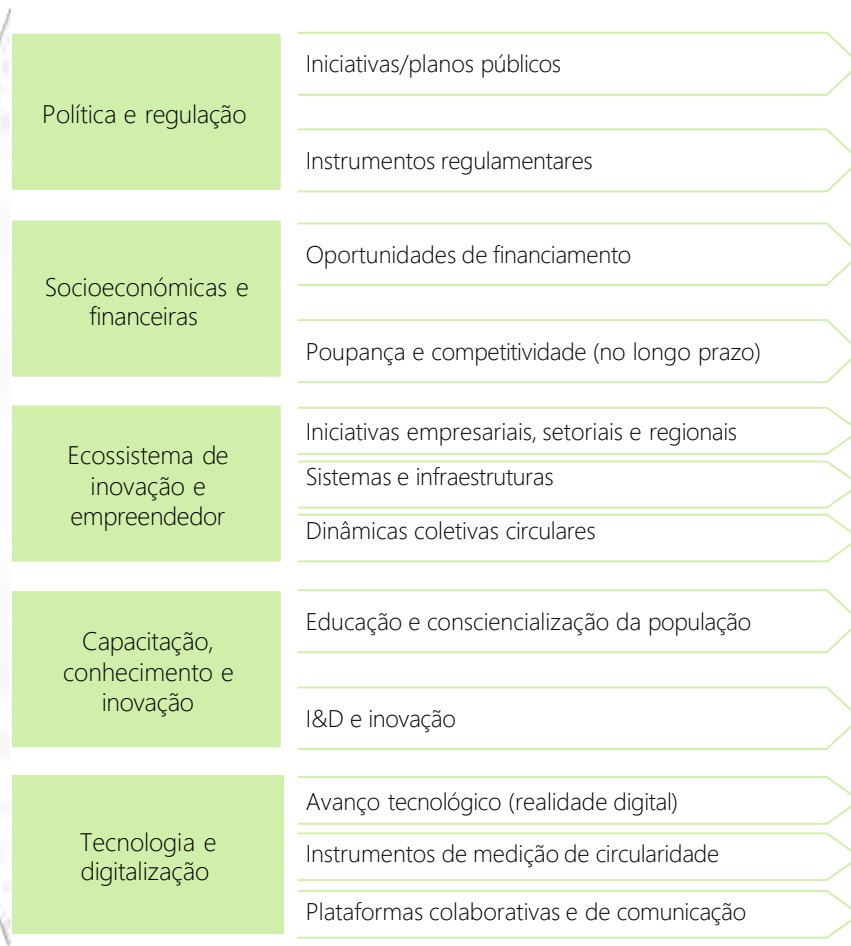 Política e regulação
Iniciativas/planos públicos
Instrumentos regulamentares
Socioeconómicas e
financeiras
Oportunidades de financiamento
Poupança e competitividade (no longo prazo)
Ecossistema de
inovação e
empreendedor
Iniciativas empresariais, setoriais e regionais
Sistemas e infraestruturas
Dinâmicas coletivas circulares
Capacitação,
conhecimento e
inovação
Educação e consciencialização da população
I&D e inovação
Tecnologia e
digitalização
Avanço tecnológico (realidade digital)
Instrumentos de medição de circularidade
Plataformas colaborativas e de comunicação